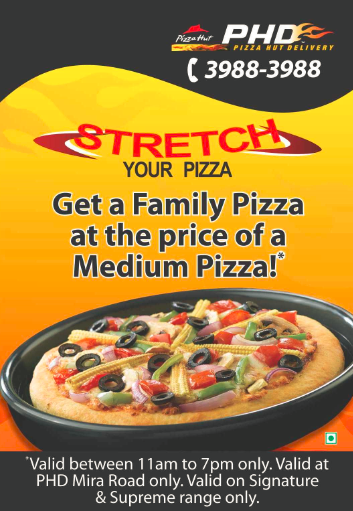 Pizza Hut PHD
PIZZA HUT DELIVERY
3988-3988
STRETCH
YOUR PIZZA
Get a Family Pizza
at the price of a
Medium Pizza!*
*Valid between 11am to 7pm only. Valid at
PHD Mira Road only. Valid on Signature
& Supreme range only.